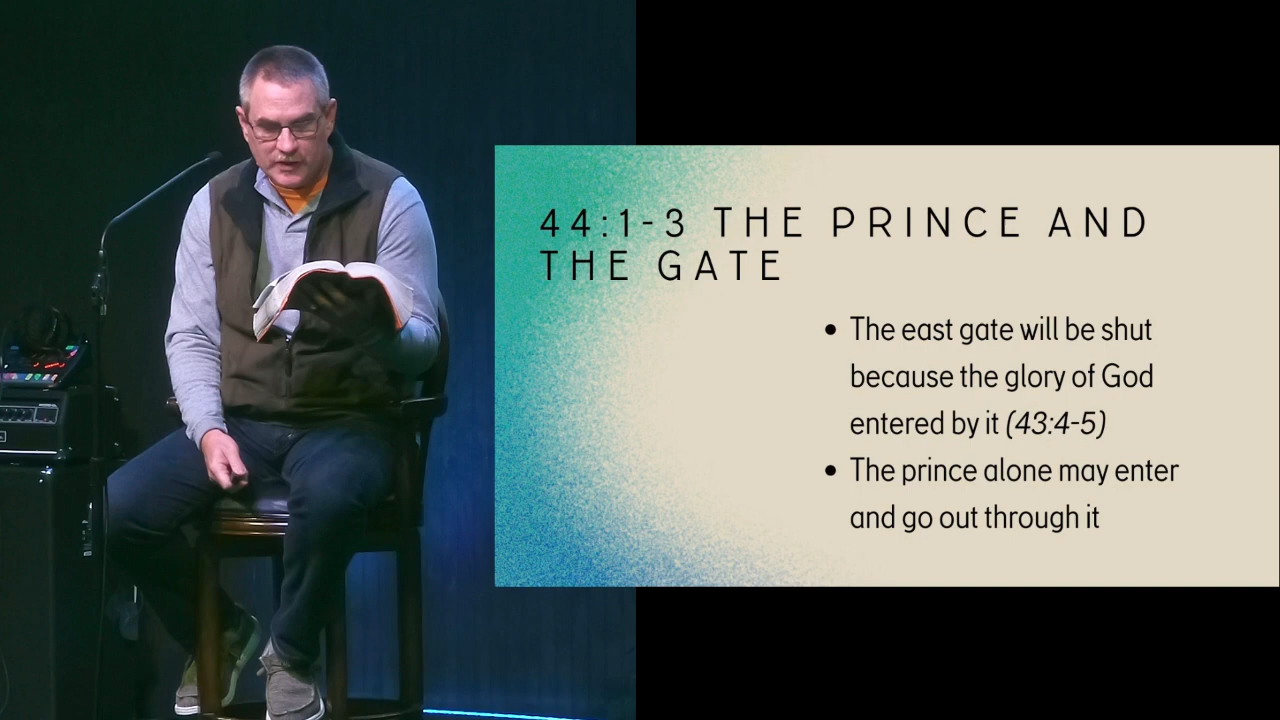 44:1-3 THE PRINCE AND
THE GATE
• The east gate will be shut
because the glory of God
entered by it (43:4-5)
• The prince alone may enter
and go out through it